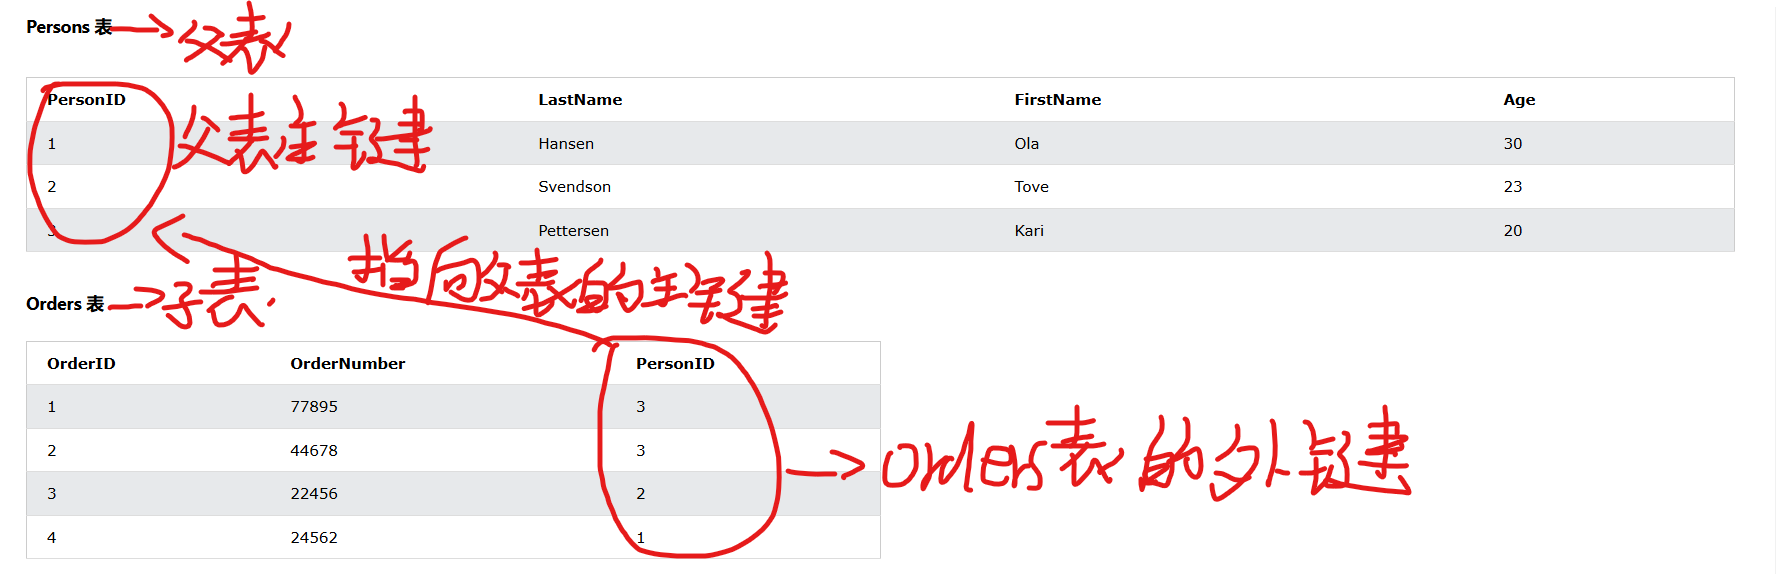 Persons 表 父表
PersonID LastName FirstName Age
1 Hansen Ola 30
父表主键
2 Svendson Tove 23
3 Pettersen Kari 20
指向父表的主键
Orders 表 子表
OrderID OrderNumber PersonID
1 77895 3
2 44678 3
orders表的外键
3 22456 2
4 24562 1